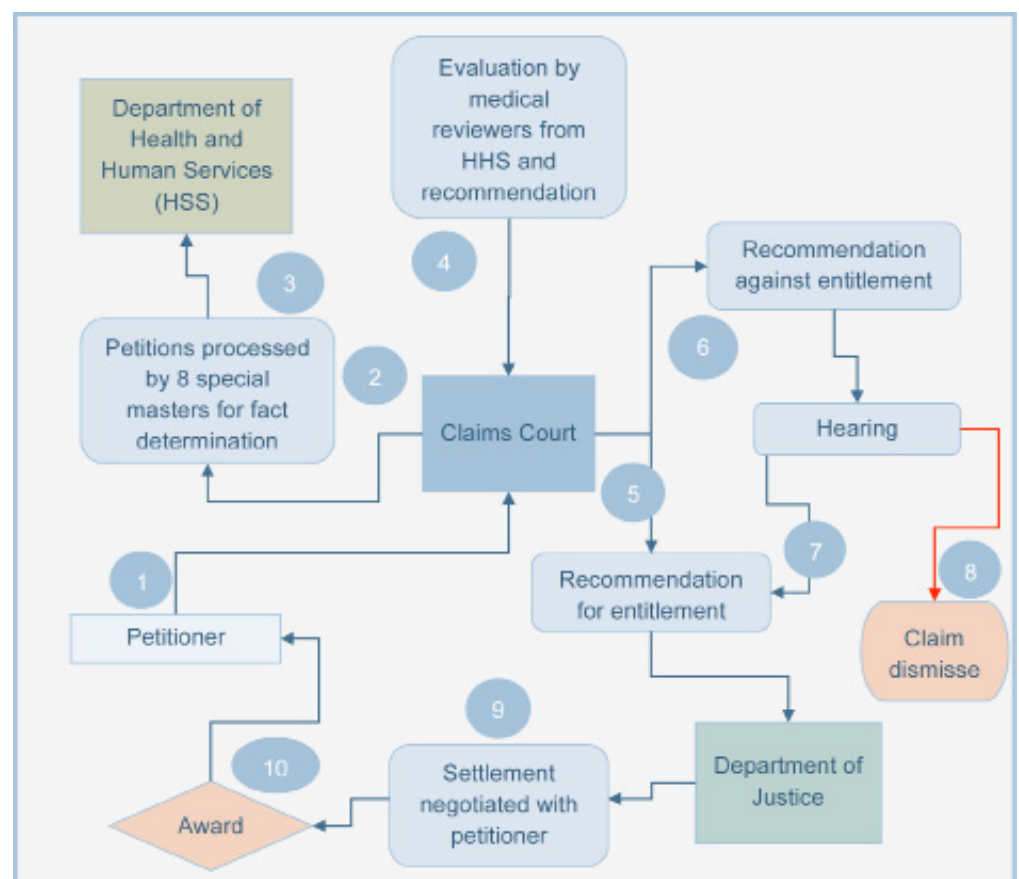 Evaluation by
medical
reviewers from
HHS and
recommendation
Department of
Health and
Human Services
(HSS)
4
Recommendation
against entitlement
3
Petitions processed
by 8 special
masters for fact
determination
2
6
Claims Court
Hearing
5
7
1
8
Recommendation
for entitlement
Petitioner
Claim
dismisse
9
10
Settlement
negotiated with
petitioner
Department of
Justice
Award